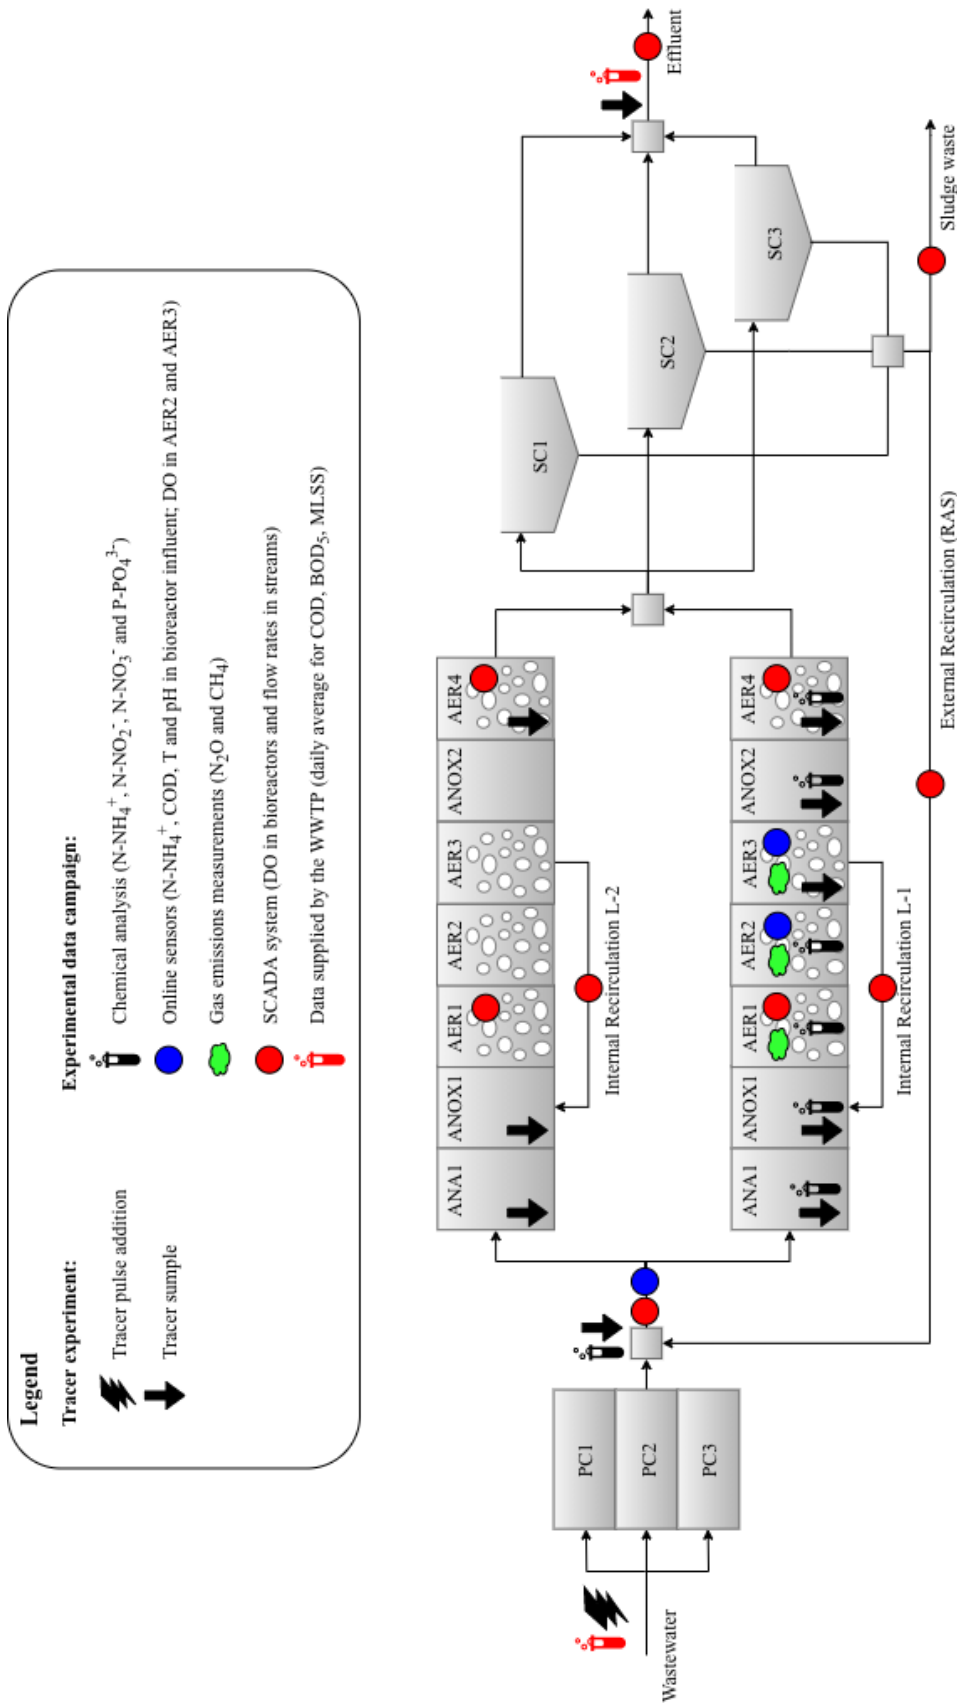 Legend
Tracer experiment:
Tracer pulse addition
Tracer sumple
Experimental data campaign:
Chemical analysis (N-NH₄⁺, N-NO₂⁻, N-NO₃⁻ and P-PO₄³⁻)
Online sensors (N-NH₄⁺, COD, T and pH in bioreactor influent; DO in AER2 and AER3)
Gas emissions measurements (N₂O and CH₄)
SCADA system (DO in bioreactors and flow rates in streams)
Data supplied by the WWTP (daily average for COD, BOD₅, MLSS)
Wastewater
PC1
PC2
PC3
ANA1
ANOX1
AER1
AER2
AER3
ANOX2
AER4
Internal Recirculation L-2
ANA1
ANOX1
AER1
AER2
AER3
ANOX2
AER4
Internal Recirculation L-1
SC1
SC2
SC3
Effluent
Sludge waste
External Recirculation (RAS)